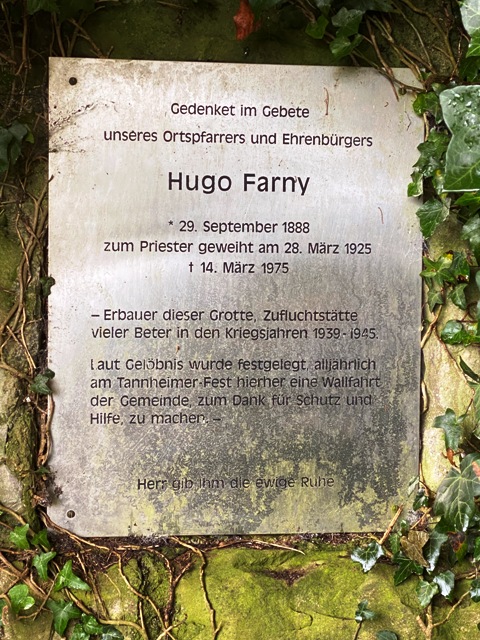 Gedenket im Gebete
unseres Ortspfarrers und Ehrenbürgers
Hugo Farny
* 29. September 1888
zum Priester geweiht am 28. März 1925
† 14. März 1975
– Erbauer dieser Grotte, Zufluchtstätte
vieler Beter in den Kriegsjahren 1939-1945.
Laut Gelöbnis wurde festgelegt, alljährlich
am Tannheimer-Fest hierher eine Wallfahrt
der Gemeinde, zum Dank für Schutz und
Hilfe, zu machen. –
Herr gib ihm die ewige Ruhe